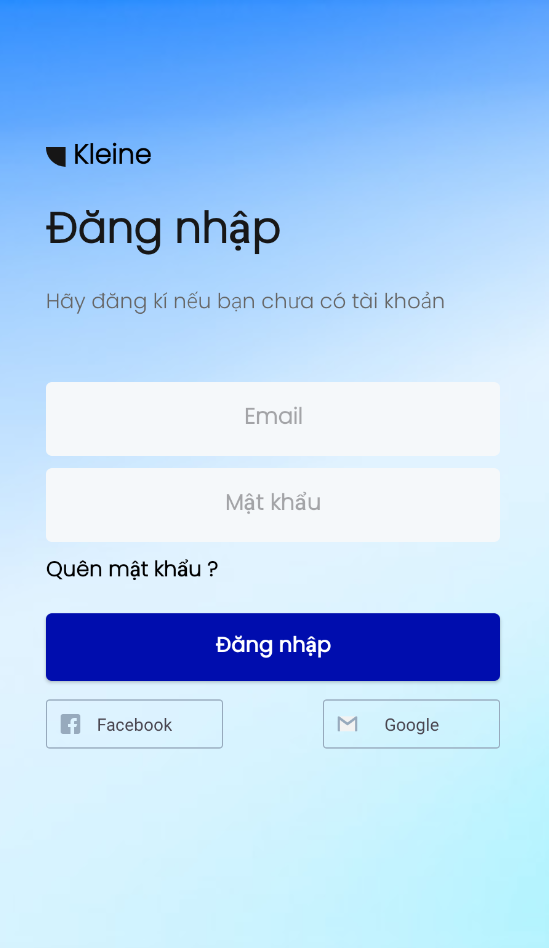 Kleine
Đăng nhập
Hãy đăng kí nếu bạn chưa có tài khoản
Email
Mật khẩu
Quên mật khẩu ?
Đăng nhập
Facebook
Google